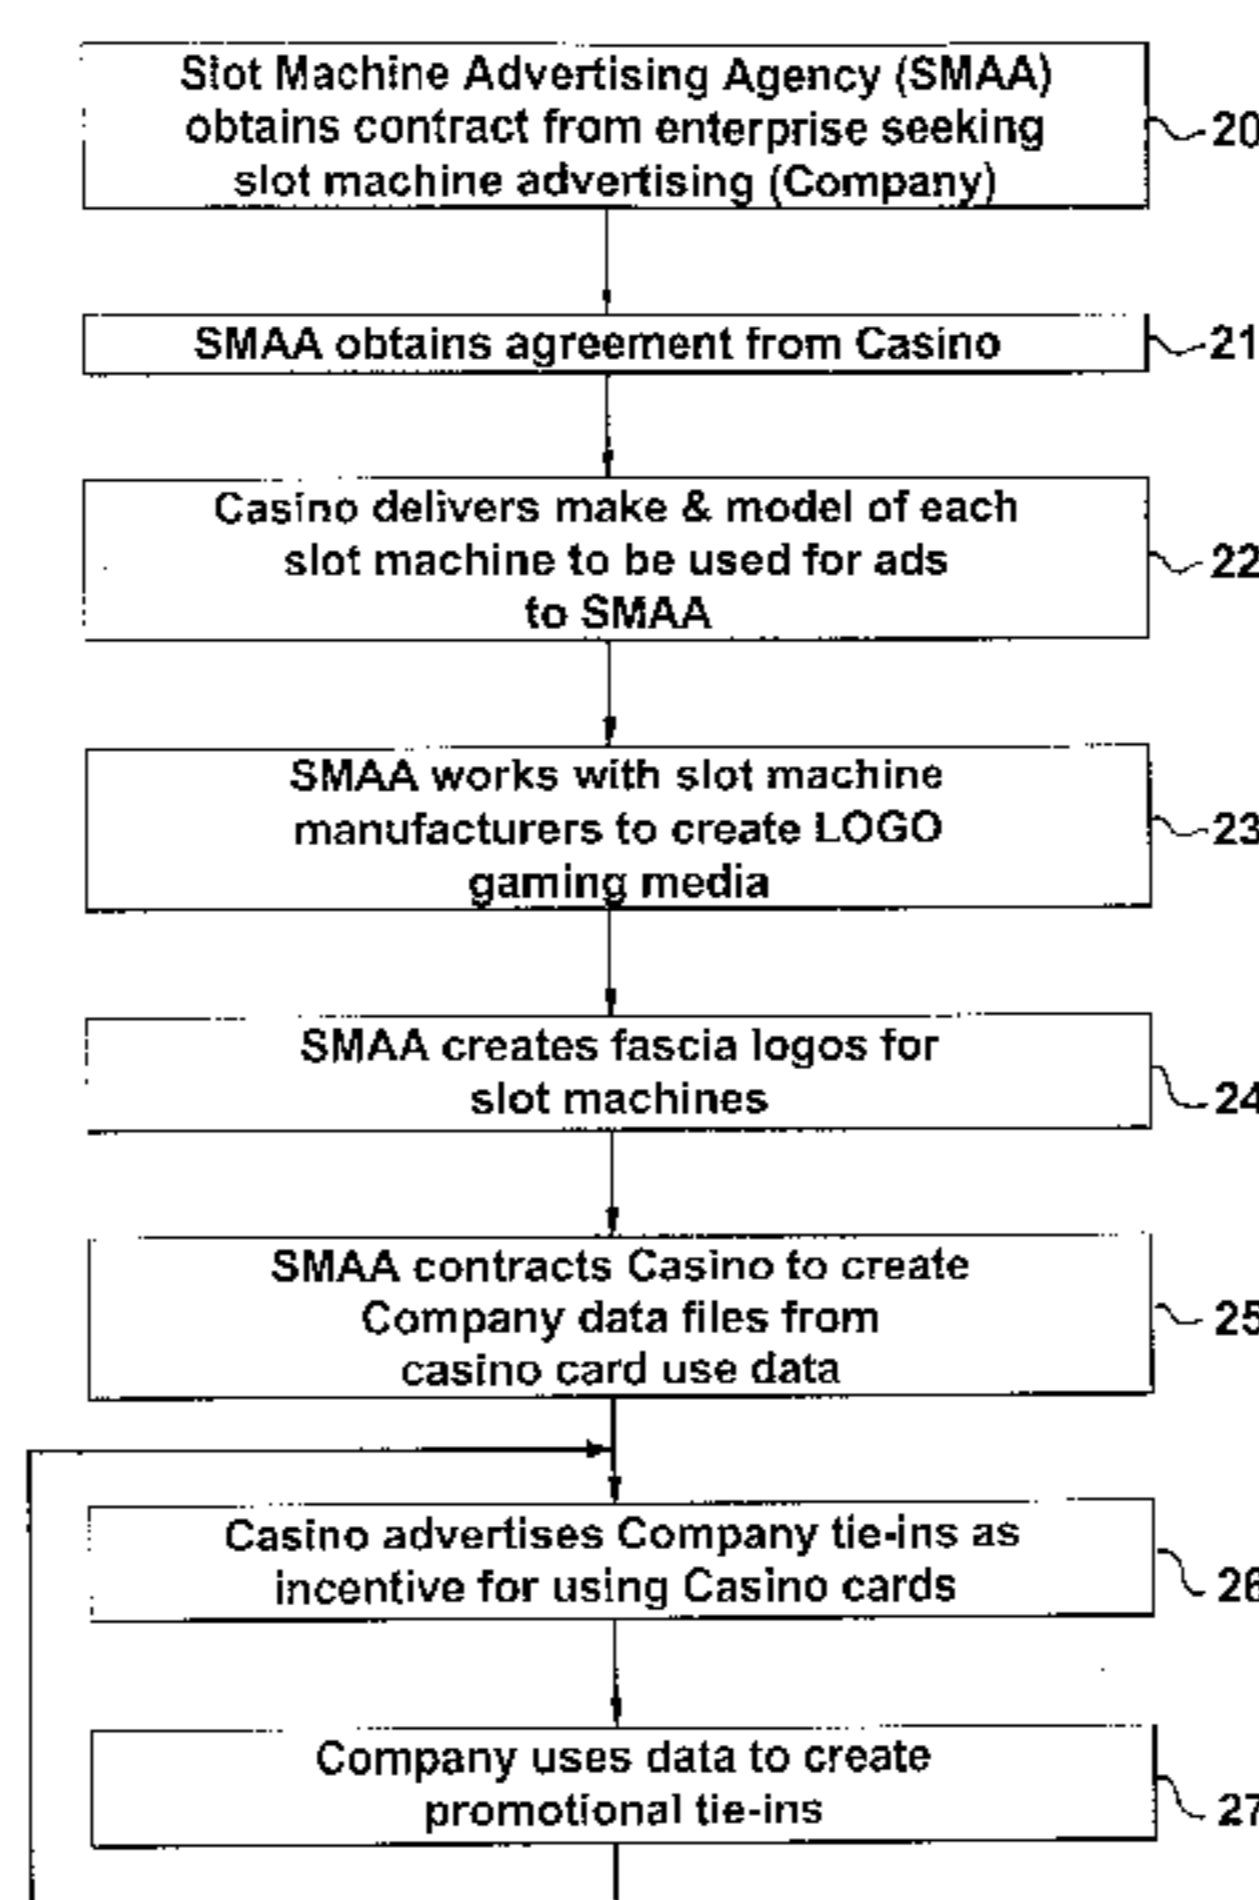 Slot Machine Advertising Agency (SMAA)
obtains contract from enterprise seeking
slot machine advertising (Company)
20
SMAA obtains agreement from Casino
21
Casino delivers make & model of each
slot machine to be used for ads
to SMAA
22
SMAA works with slot machine
manufacturers to create LOGO
gaming media
23
SMAA creates fascia logos for
slot machines
24
SMAA contracts Casino to create
Company data files from
casino card use data
25
Casino advertises Company tie-ins as
incentive for using Casino cards
26
Company uses data to create
promotional tie-ins
27